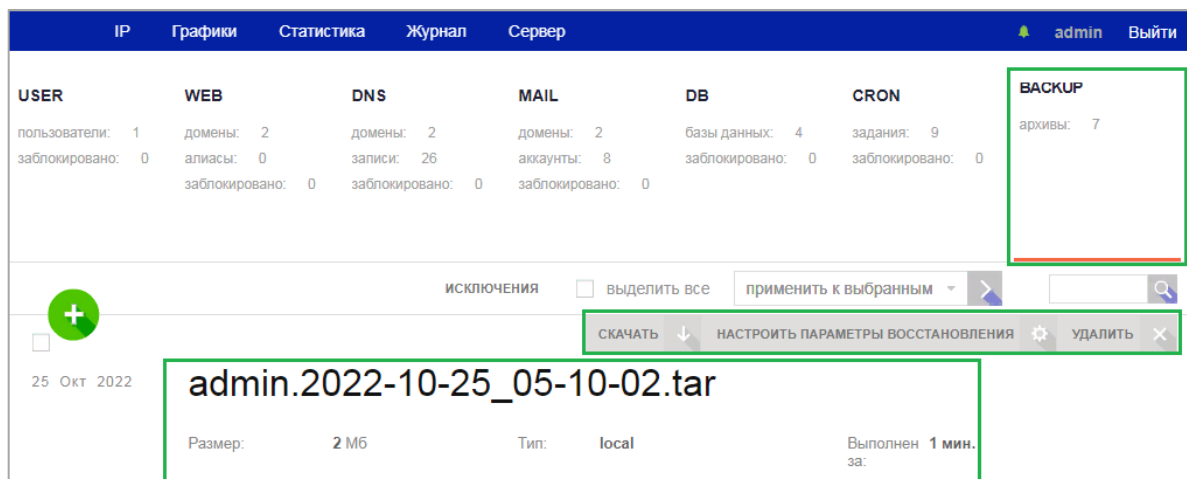 IP Графики Статистика Журнал Сервер admin Выйти
USER WEB DNS MAIL DB CRON BACKUP
пользователи: 1 домены: 2 домены: 2 домены: 2 базы данных: 4 задания: 9 архивы: 7
заблокировано: 0 алиасы: 0 записи: 26 аккаунты: 8 заблокировано: 0 заблокировано: 0
заблокировано: 0 заблокировано: 0 заблокировано: 0
ИСКЛЮЧЕНИЯ выделить все применить к выбранным
СКАЧАТЬ НАСТРОИТЬ ПАРАМЕТРЫ ВОССТАНОВЛЕНИЯ УДАЛИТЬ
25 Окт 2022 admin.2022-10-25_05-10-02.tar
Размер: 2 Мб Тип: local Выполнен 1 мин.
за: